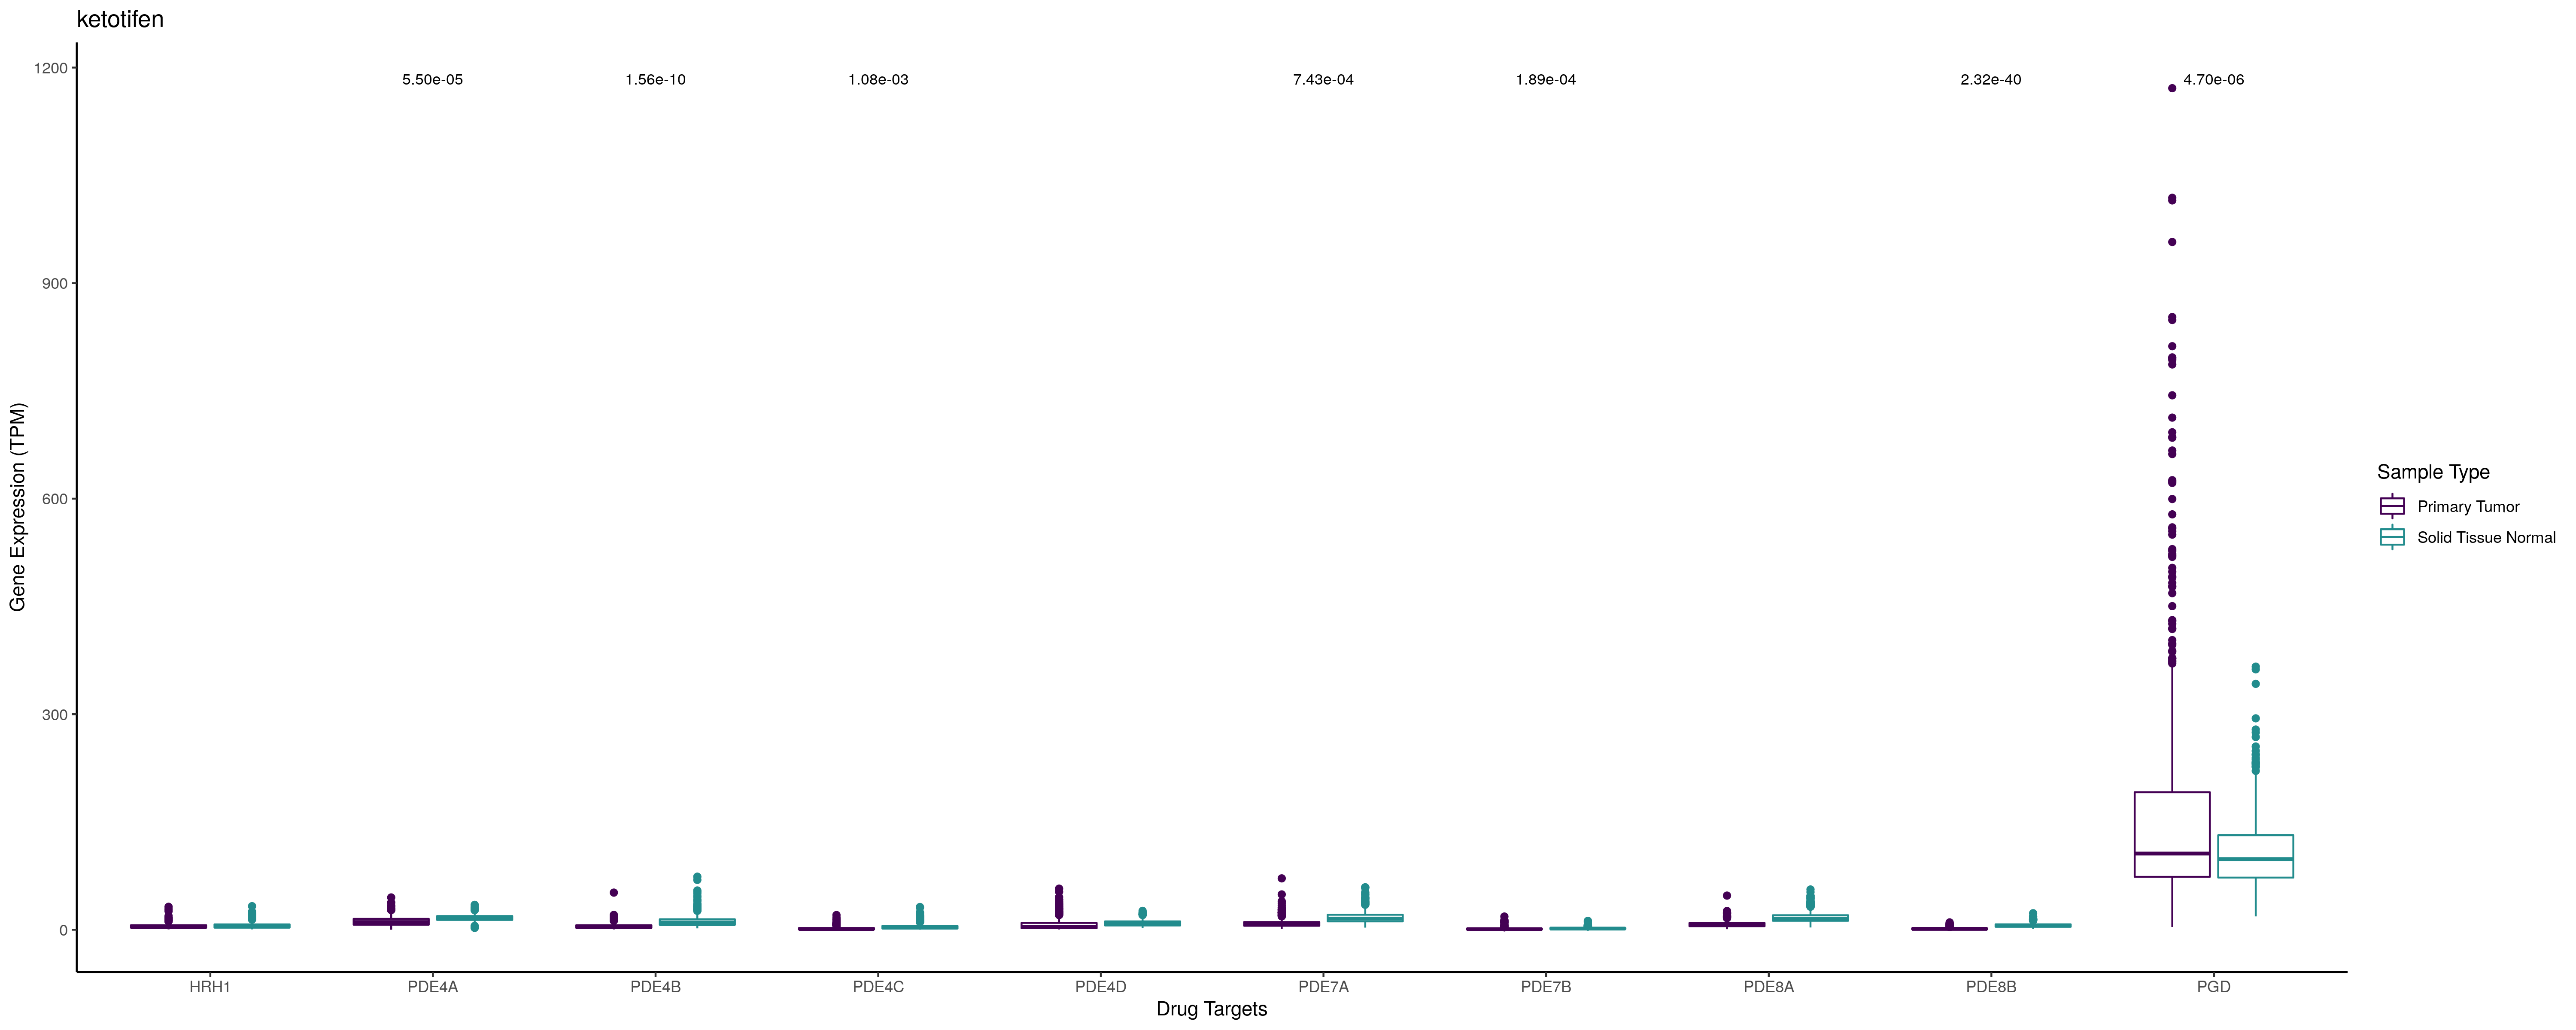 ketotifen
1200
900
600
300
0
Gene Expression (TPM)
5.50e-05
1.56e-10
1.08e-03
7.43e-04
1.89e-04
2.32e-40
4.70e-06
HRH1
PDE4A
PDE4B
PDE4C
PDE4D
PDE7A
PDE7B
PDE8A
PDE8B
PGD
Drug Targets
Sample Type
Primary Tumor
Solid Tissue Normal